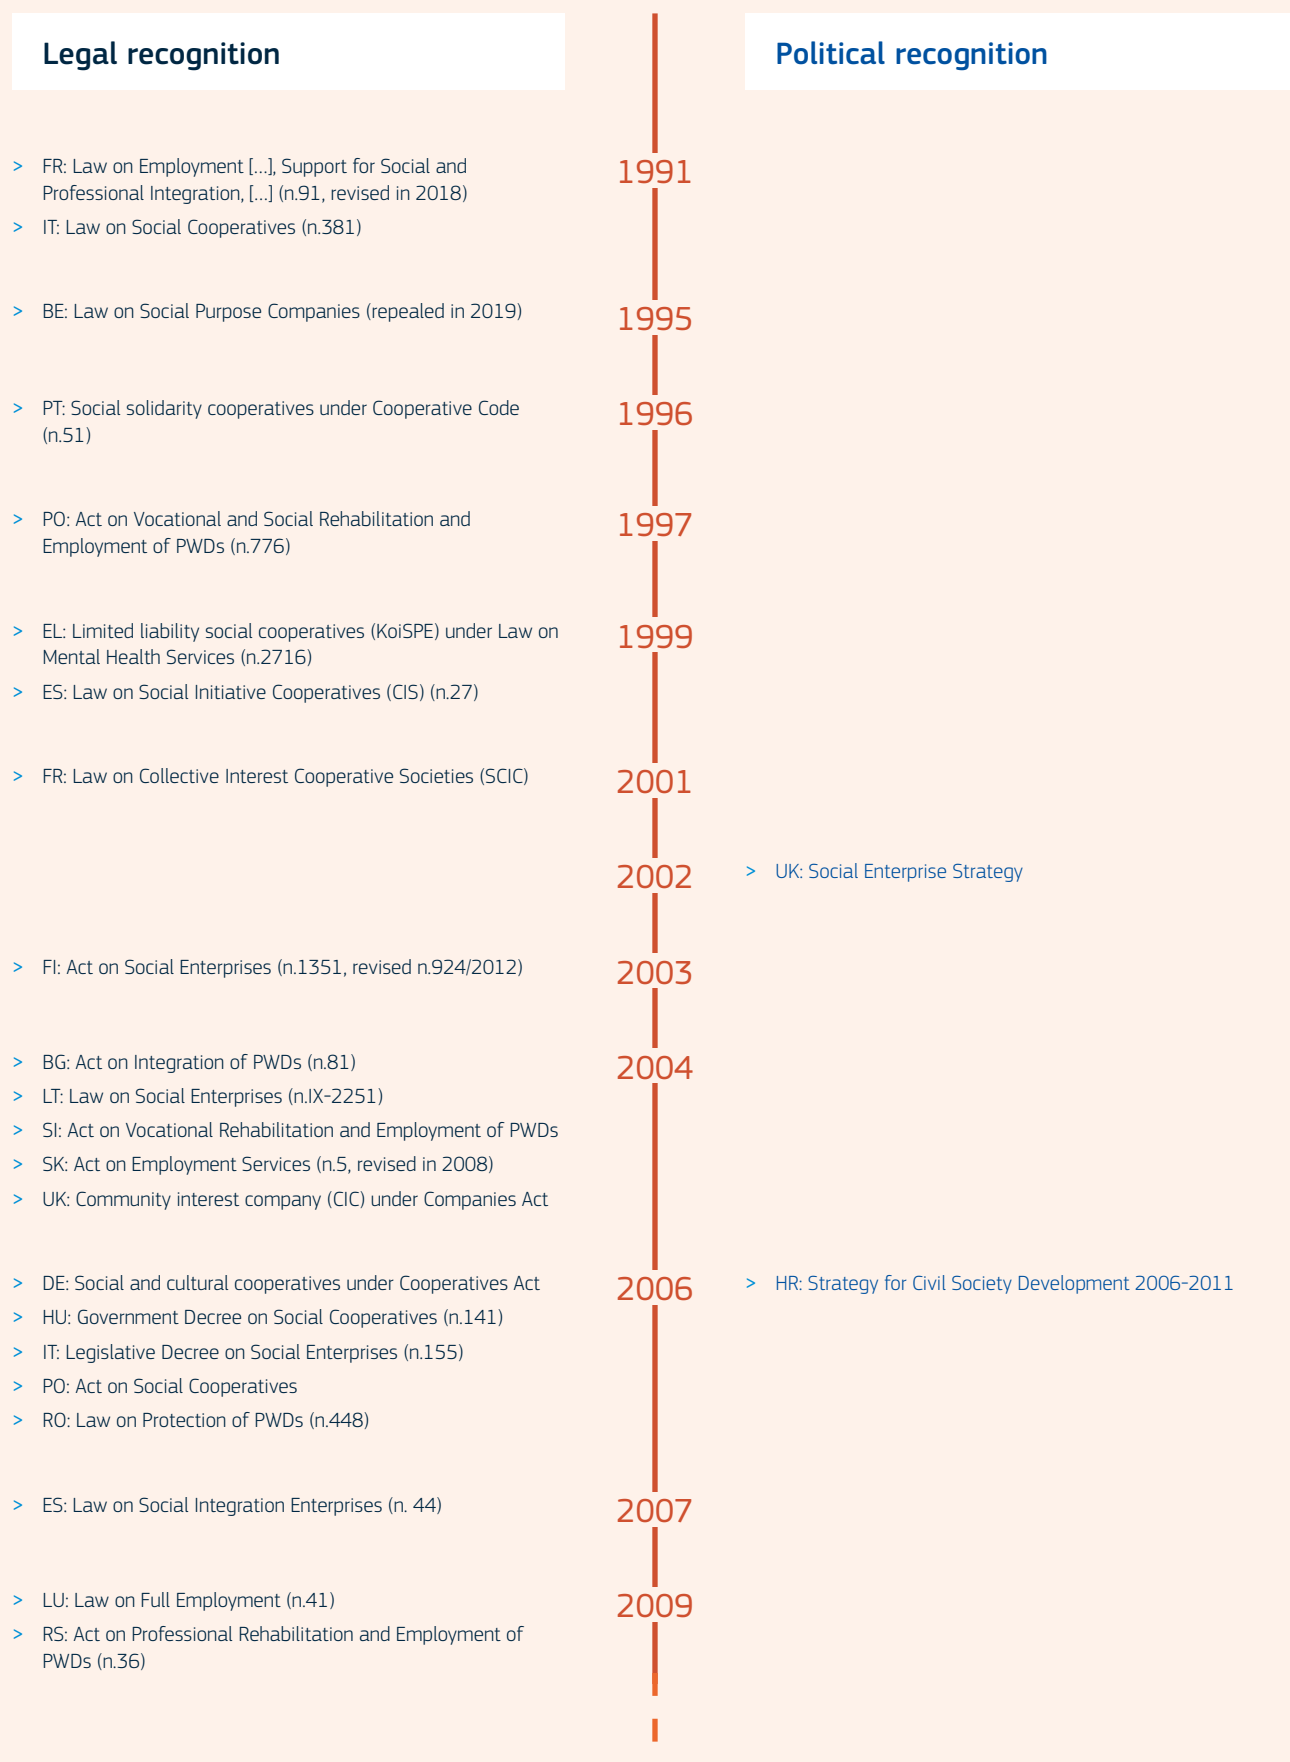 Legal recognition
Political recognition
1991
> FR: Law on Employment [...], Support for Social and
Professional Integration, [...] (n.91, revised in 2018)
> IT: Law on Social Cooperatives (n.381)
1995
> BE: Law on Social Purpose Companies (repealed in 2019)
1996
> PT: Social solidarity cooperatives under Cooperative Code
(n.51)
1997
> PO: Act on Vocational and Social Rehabilitation and
Employment of PWDs (n.776)
1999
> EL: Limited liability social cooperatives (KoiSPE) under Law on
Mental Health Services (n.2716)
> ES: Law on Social Initiative Cooperatives (CIS) (n.27)
2001
> FR: Law on Collective Interest Cooperative Societies (SCIC)
2002
> UK: Social Enterprise Strategy
2003
> FI: Act on Social Enterprises (n.1351, revised n.924/2012)
2004
> BG: Act on Integration of PWDs (n.81)
> LT: Law on Social Enterprises (n.IX-2251)
> SI: Act on Vocational Rehabilitation and Employment of PWDs
> SK: Act on Employment Services (n.5, revised in 2008)
> UK: Community interest company (CIC) under Companies Act
2006
> DE: Social and cultural cooperatives under Cooperatives Act
> HU: Government Decree on Social Cooperatives (n.141)
> IT: Legislative Decree on Social Enterprises (n.155)
> PO: Act on Social Cooperatives
> RO: Law on Protection of PWDs (n.448)
> HR: Strategy for Civil Society Development 2006-2011
2007
> ES: Law on Social Integration Enterprises (n. 44)
2009
> LU: Law on Full Employment (n.41)
> RS: Act on Professional Rehabilitation and Employment of
PWDs (n.36)